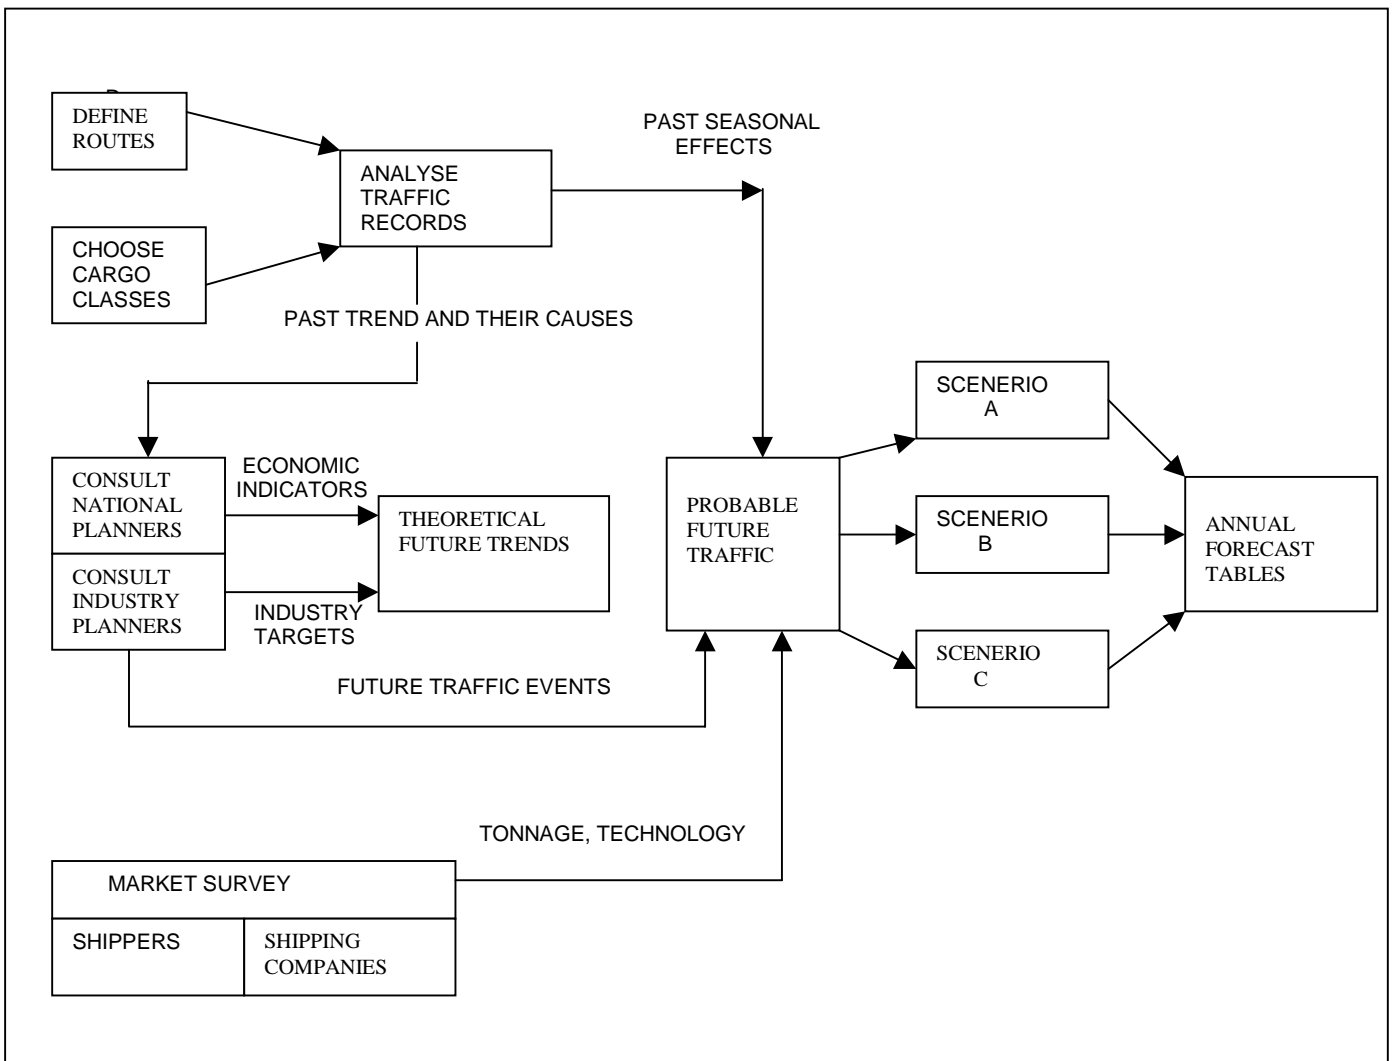 DEFINE
ROUTES
PAST SEASONAL
EFFECTS
ANALYSE
TRAFFIC
RECORDS
CHOOSE
CARGO
CLASSES
PAST TREND AND THEIR CAUSES
SCENERIO
A
CONSULT
NATIONAL
PLANNERS
ECONOMIC
INDICATORS
THEORETICAL
FUTURE TRENDS
PROBABLE
FUTURE
TRAFFIC
SCENERIO
B
ANNUAL
FORECAST
TABLES
CONSULT
INDUSTRY
PLANNERS
INDUSTRY
TARGETS
SCENERIO
C
FUTURE TRAFFIC EVENTS
TONNAGE, TECHNOLOGY
MARKET SURVEY
SHIPPERS
SHIPPING
COMPANIES